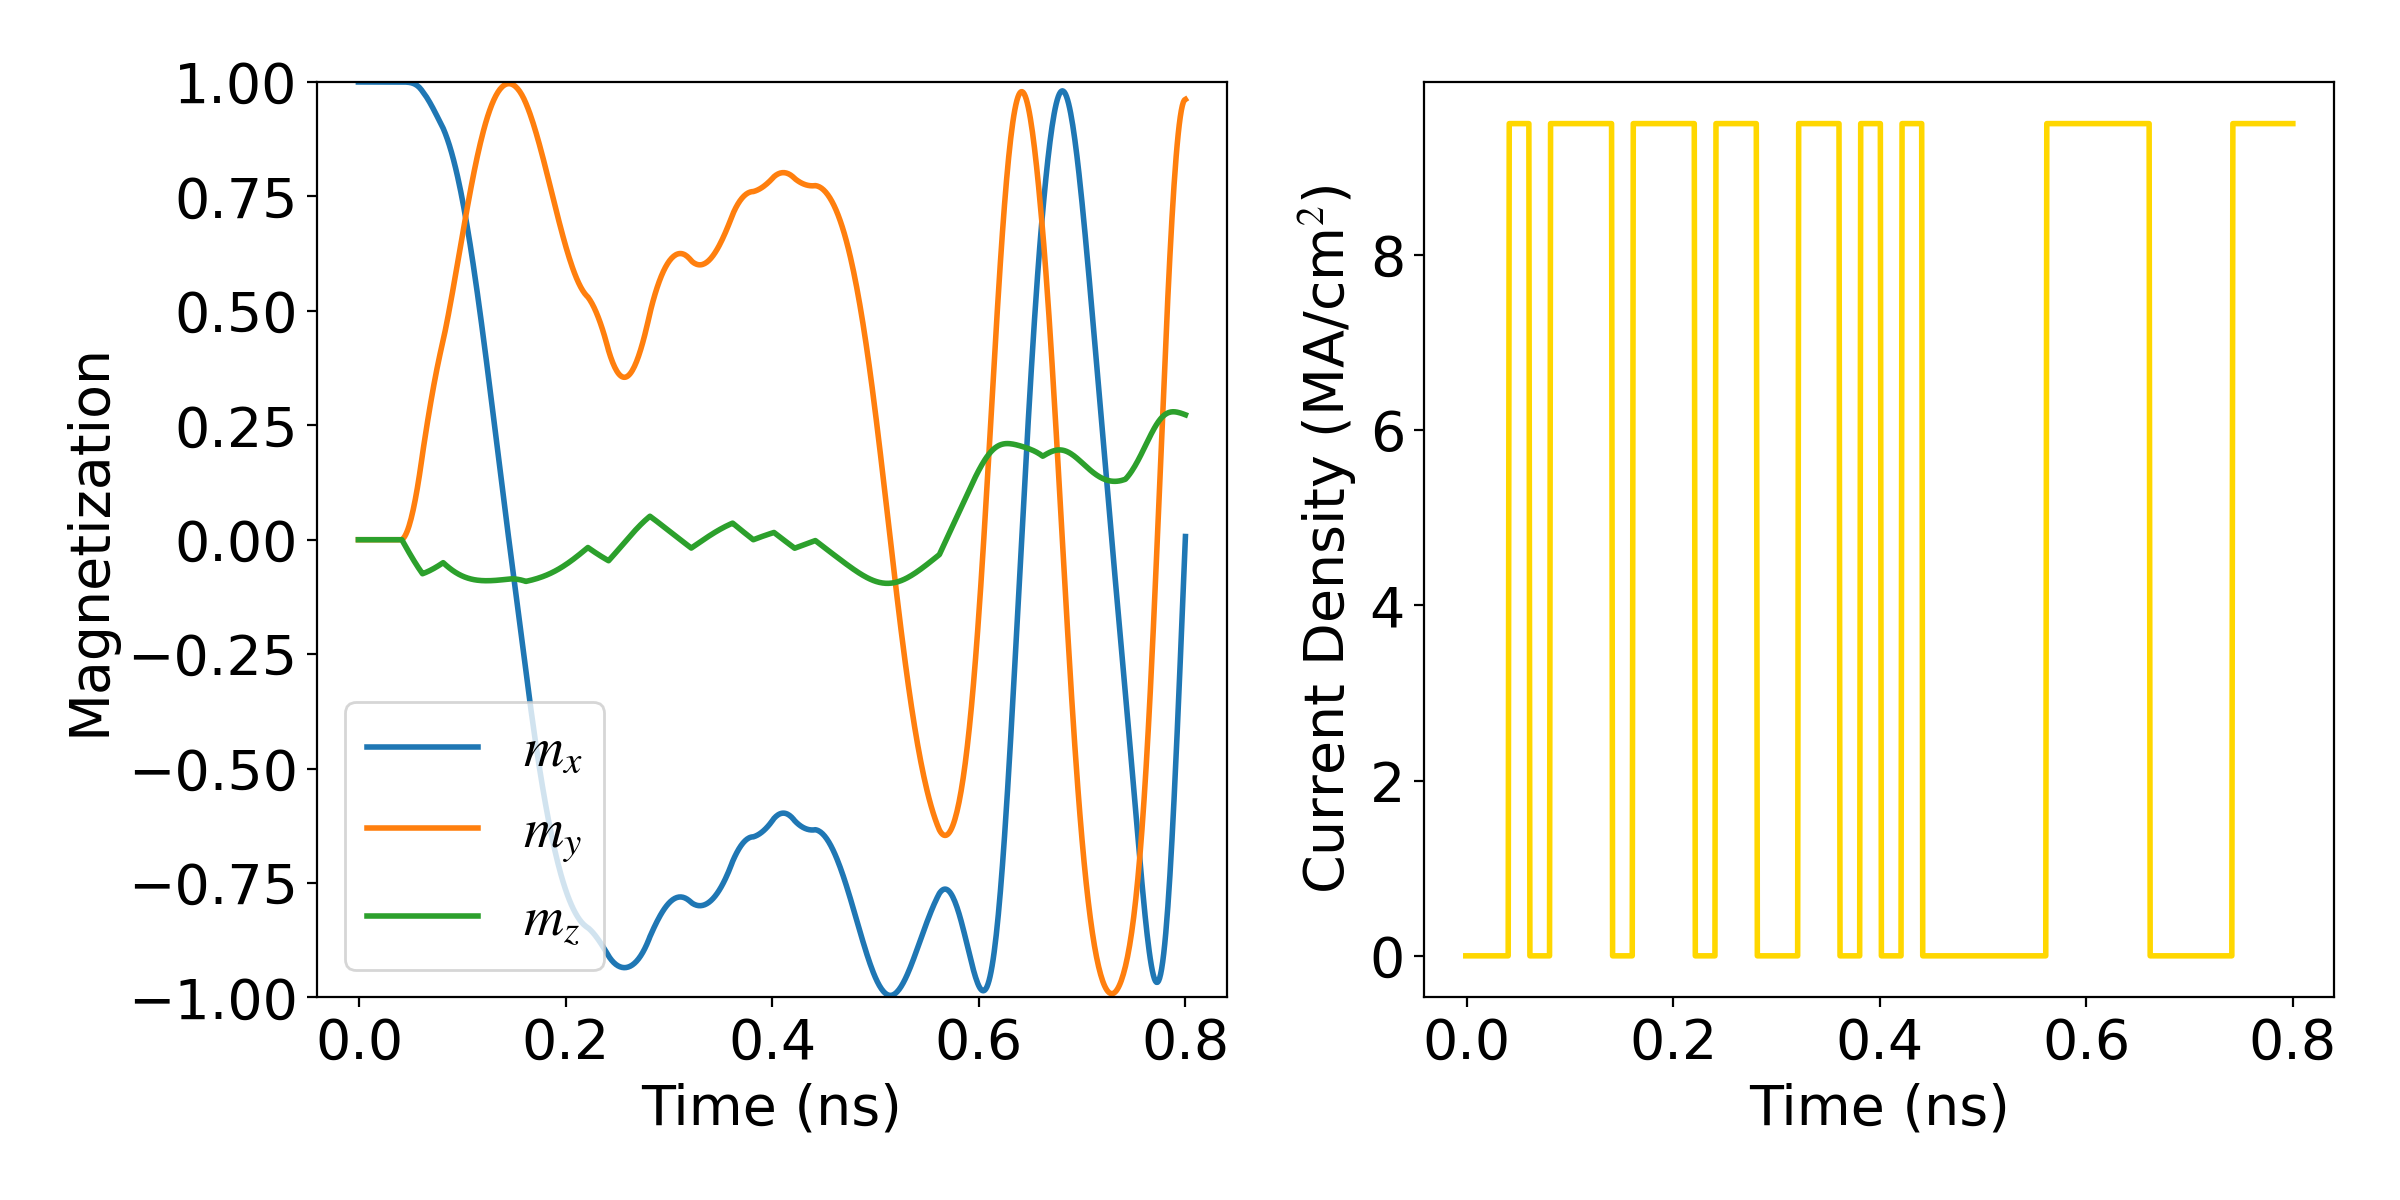 Magnetization
1.00
0.75
0.50
0.25
0.00
−0.25
−0.50
−0.75
−1.00
m_x
m_y
m_z
0.0 0.2 0.4 0.6 0.8
Time (ns)
Current Density (MA/cm²)
8
6
4
2
0
0.0 0.2 0.4 0.6 0.8
Time (ns)